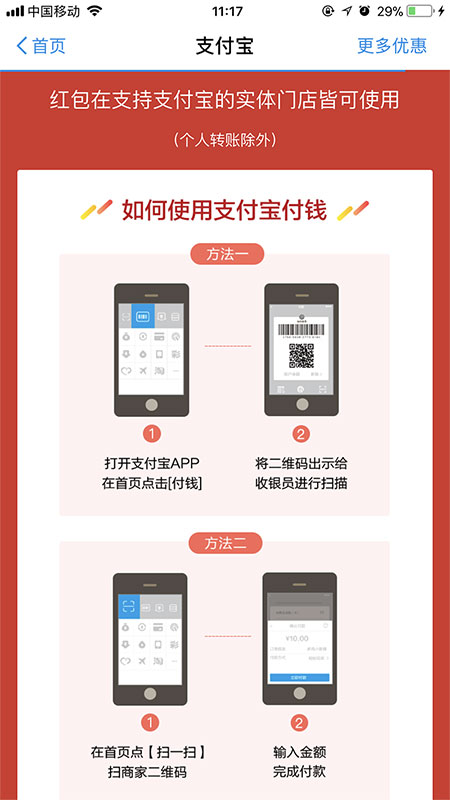 中国移动 11:17 29%
首页 支付宝 更多优惠
红包在支持支付宝的实体门店皆可使用
(个人转账除外)
如何使用支付宝付钱
方法一
1 2
打开支付宝APP 将二维码出示给
在首页点击[付钱] 收银员进行扫描
方法二
¥10.00
立即付款
1 2
在首页点【扫一扫】 输入金额
扫商家二维码 完成付款